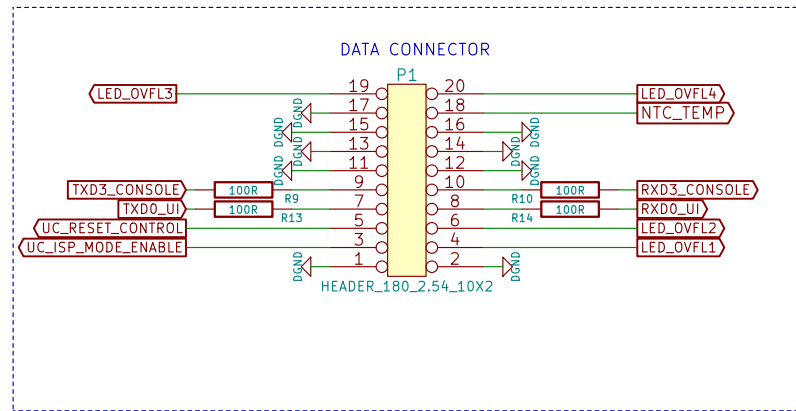 DATA CONNECTOR
P1
LED_OVFL3 19 20 LED_OVFL4
DGND 17 18 NTC_TEMP
DGND 15 16 DGND
DGND 13 14 DGND
DGND 11 12 DGND
TXD3_CONSOLE 100R 9 10 100R RXD3_CONSOLE
R9 R10
TXD0_UI 100R 7 8 100R RXD0_UI
R13 R14
UC_RESET_CONTROL 5 6 LED_OVFL2
UC_ISP_MODE_ENABLE 3 4 LED_OVFL1
DGND 1 2 DGND
HEADER_180_2.54_10X2